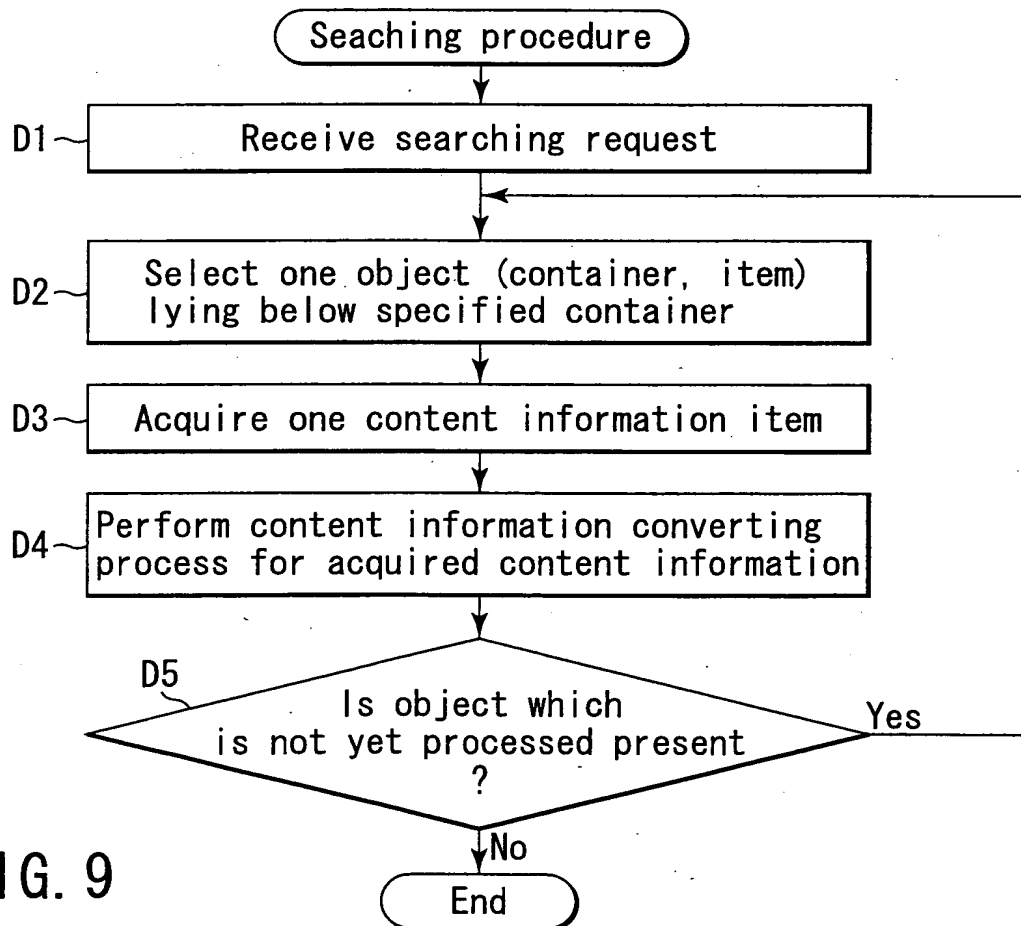 Seaching procedure
D1
Receive searching request
D2
Select one object (container, item)
lying below specified container
D3
Acquire one content information item
D4
Perform content information converting
process for acquired content information
D5
Is object which
is not yet processed present
?
Yes
No
End
IG. 9